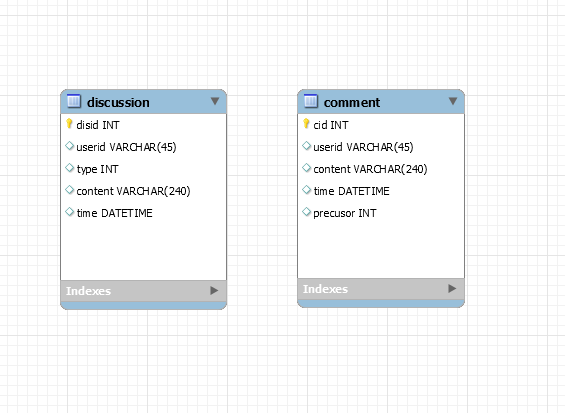 discussion
disid INT
userid VARCHAR(45)
type INT
content VARCHAR(240)
time DATETIME
Indexes
comment
cid INT
userid VARCHAR(45)
content VARCHAR(240)
time DATETIME
precusor INT
Indexes